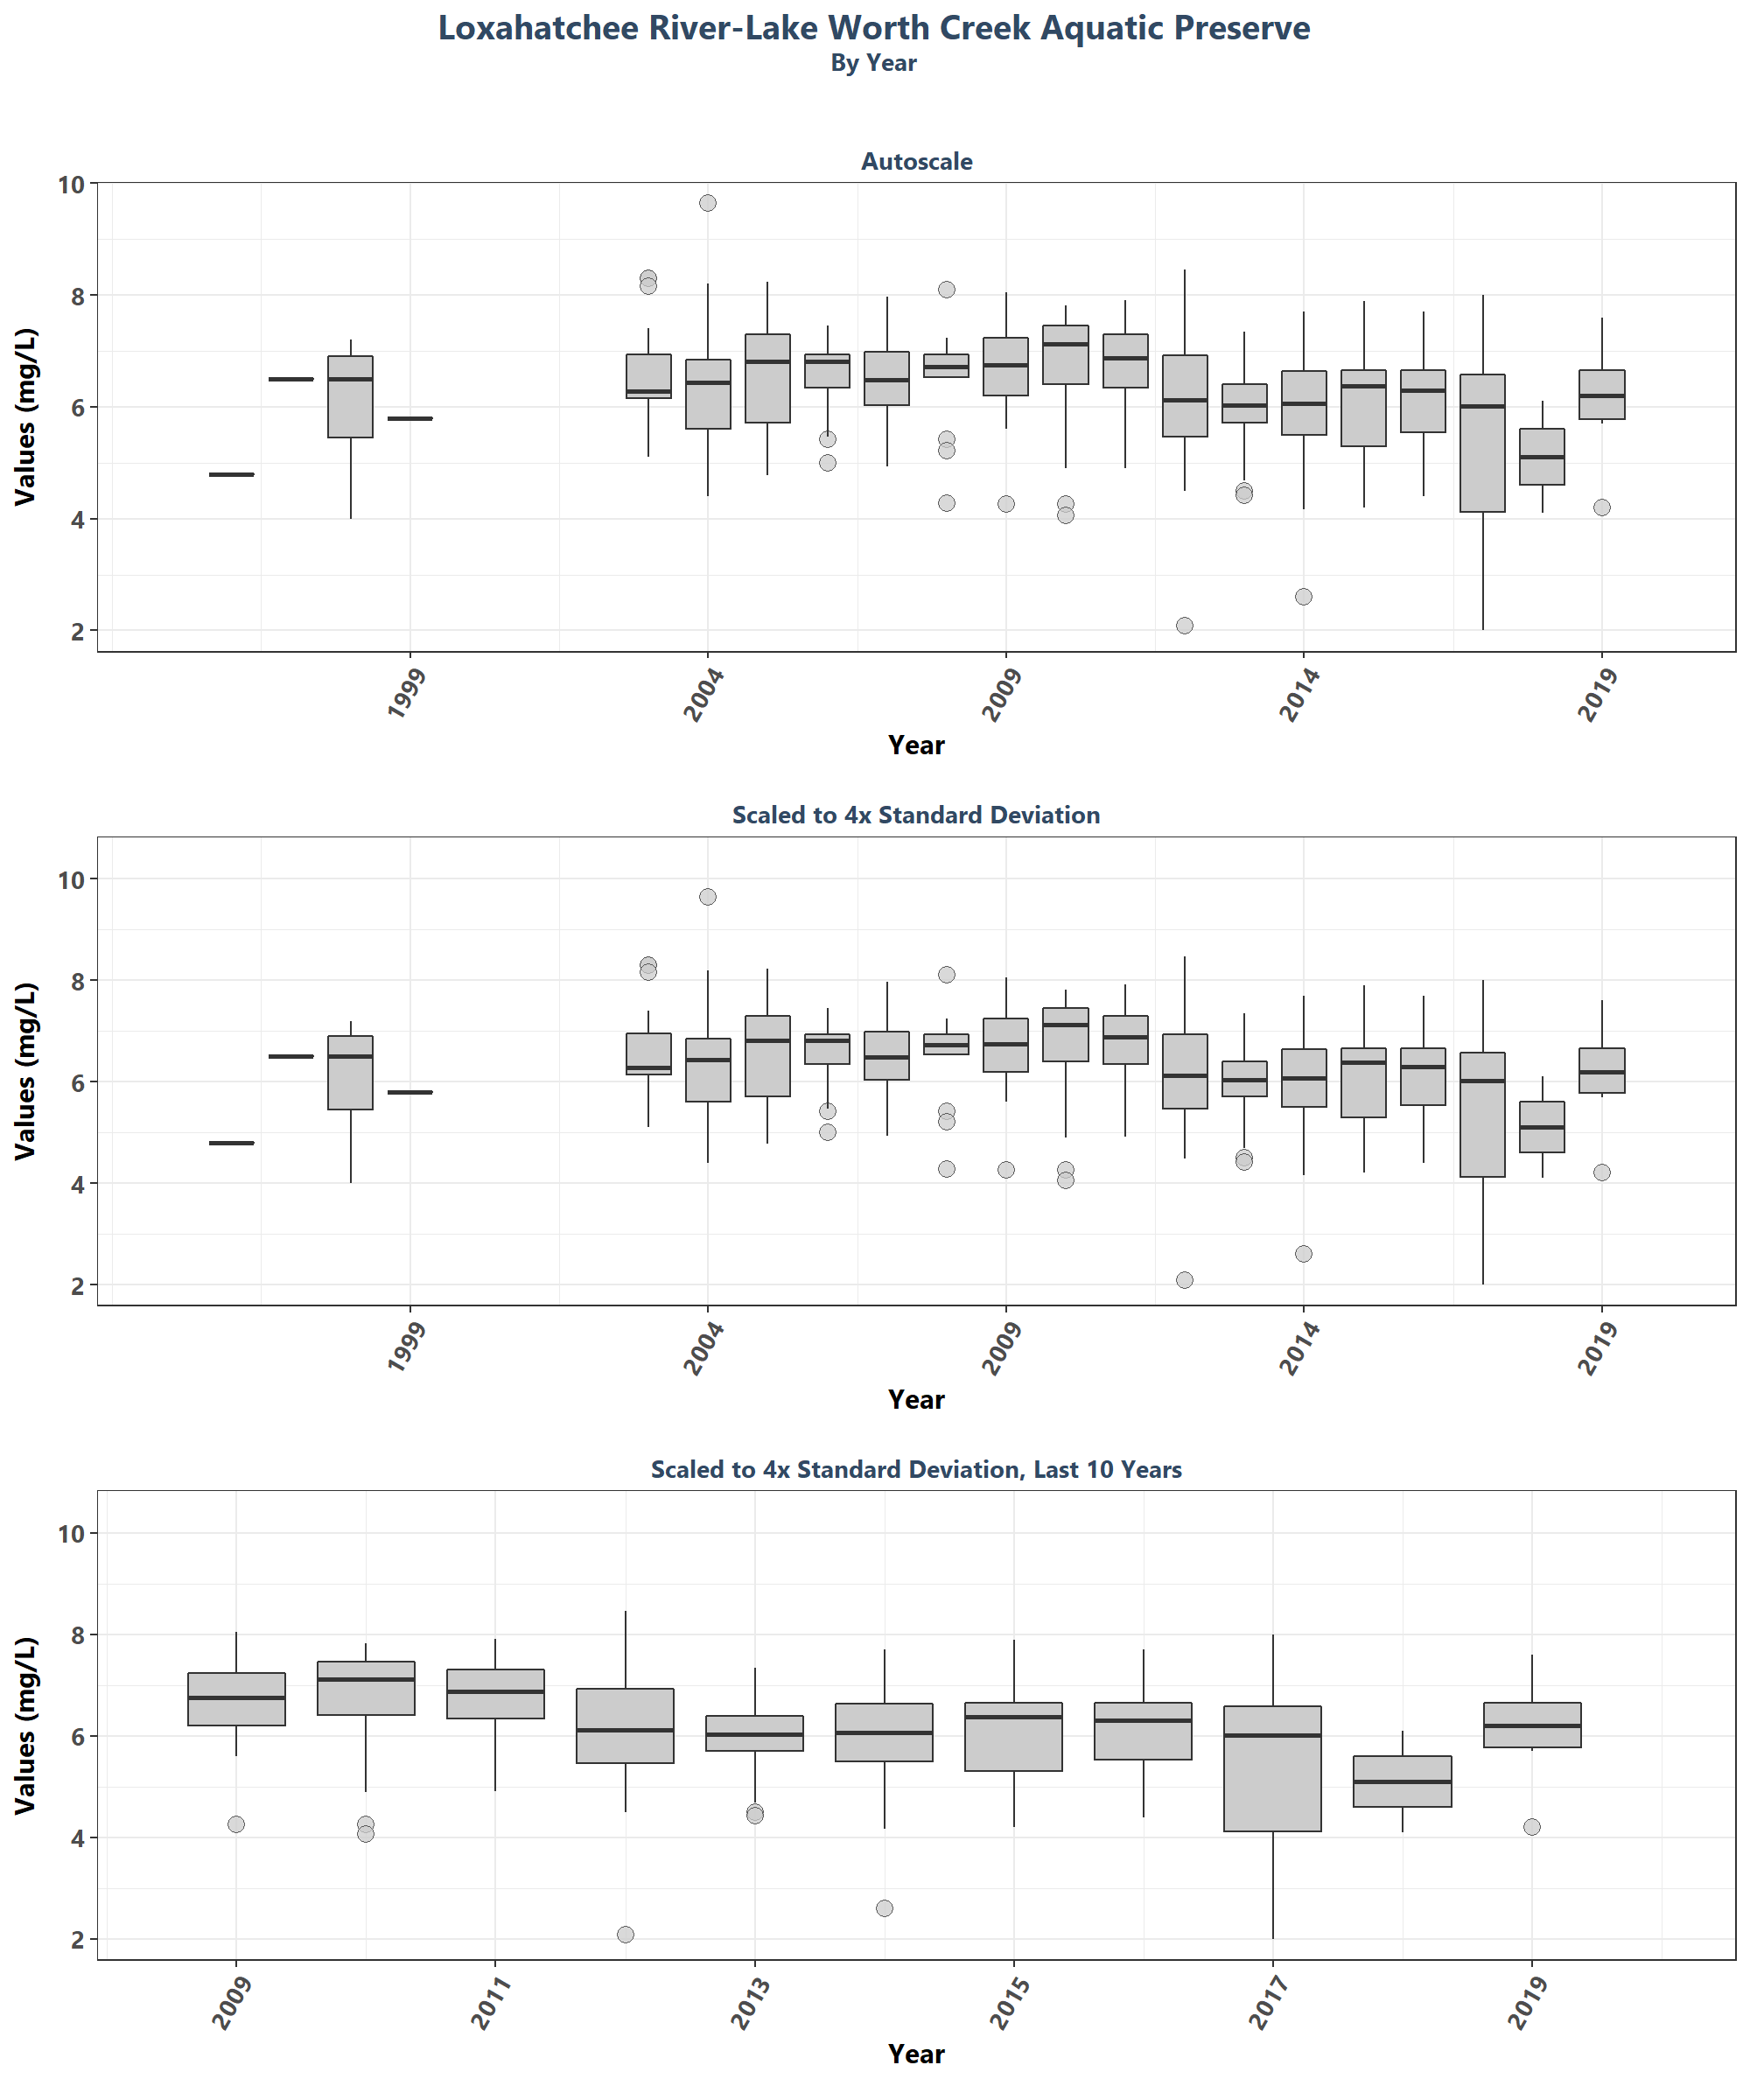 Loxahatchee River-Lake Worth Creek Aquatic Preserve
By Year
Autoscale
Values (mg/L)
10
8
6
4
2
1999 2004 2009 2014 2019
Year
Scaled to 4x Standard Deviation
Values (mg/L)
10
8
6
4
2
1999 2004 2009 2014 2019
Year
Scaled to 4x Standard Deviation, Last 10 Years
Values (mg/L)
10
8
6
4
2
2009 2011 2013 2015 2017 2019
Year